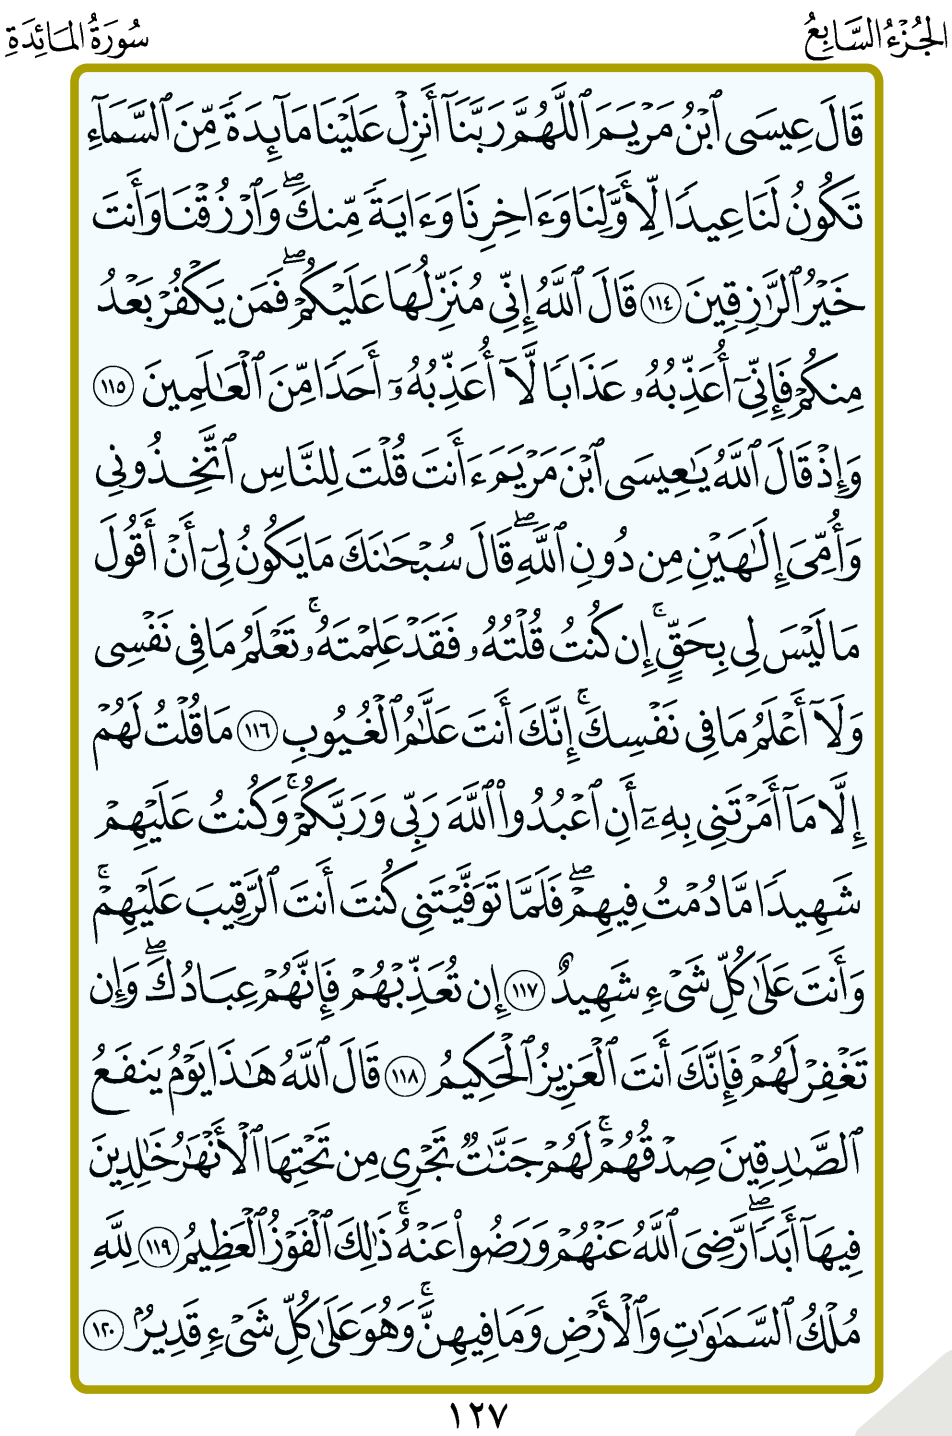 الجُزْءُ السَّابِعُ
سُورَةُ المَائِدَةِ
قَالَ عِيسَى ٱبْنُ مَرْيَمَ ٱللَّهُمَّ رَبَّنَآ أَنزِلْ عَلَيْنَا مَآئِدَةً مِّنَ ٱلسَّمَآءِ
تَكُونُ لَنَا عِيدًا لِّأَوَّلِنَا وَءَاخِرِنَا وَءَايَةً مِّنكَ ۖ وَٱرْزُقْنَا وَأَنتَ
خَيْرُ ٱلرَّٰزِقِينَ ١١٤ قَالَ ٱللَّهُ إِنِّى مُنَزِّلُهَا عَلَيْكُمْ ۖ فَمَن يَكْفُرْ بَعْدُ
مِنكُمْ فَإِنِّىٓ أُعَذِّبُهُۥ عَذَابًا لَّآ أُعَذِّبُهُۥٓ أَحَدًا مِّنَ ٱلْعَٰلَمِينَ ١١٥
وَإِذْ قَالَ ٱللَّهُ يَٰعِيسَى ٱبْنَ مَرْيَمَ ءَأَنتَ قُلْتَ لِلنَّاسِ ٱتَّخِذُونِى
وَأُمِّىَ إِلَٰهَيْنِ مِن دُونِ ٱللَّهِ ۖ قَالَ سُبْحَٰنَكَ مَا يَكُونُ لِىٓ أَنْ أَقُولَ
مَا لَيْسَ لِى بِحَقٍّ ۚ إِن كُنتُ قُلْتُهُۥ فَقَدْ عَلِمْتَهُۥ ۚ تَعْلَمُ مَا فِى نَفْسِى
وَلَآ أَعْلَمُ مَا فِى نَفْسِكَ ۚ إِنَّكَ أَنتَ عَلَّٰمُ ٱلْغُيُوبِ ١١٦ مَا قُلْتُ لَهُمْ
إِلَّا مَآ أَمَرْتَنِى بِهِۦٓ أَنِ ٱعْبُدُوا۟ ٱللَّهَ رَبِّى وَرَبَّكُمْ ۚ وَكُنتُ عَلَيْهِمْ
شَهِيدًا مَّا دُمْتُ فِيهِمْ ۖ فَلَمَّا تَوَفَّيْتَنِى كُنتَ أَنتَ ٱلرَّقِيبَ عَلَيْهِمْ ۚ
وَأَنتَ عَلَىٰ كُلِّ شَىْءٍ شَهِيدٌ ١١٧ إِن تُعَذِّبْهُمْ فَإِنَّهُمْ عِبَادُكَ ۖ وَإِن
تَغْفِرْ لَهُمْ فَإِنَّكَ أَنتَ ٱلْعَزِيزُ ٱلْحَكِيمُ ١١٨ قَالَ ٱللَّهُ هَٰذَا يَوْمُ يَنفَعُ
ٱلصَّٰدِقِينَ صِدْقُهُمْ ۚ لَهُمْ جَنَّٰتٌ تَجْرِى مِن تَحْتِهَا ٱلْأَنْهَٰرُ خَٰلِدِينَ
فِيهَآ أَبَدًا ۖ رَّضِىَ ٱللَّهُ عَنْهُمْ وَرَضُوا۟ عَنْهُ ۚ ذَٰلِكَ ٱلْفَوْزُ ٱلْعَظِيمُ ١١٩ لِلَّهِ
مُلْكُ ٱلسَّمَٰوَٰتِ وَٱلْأَرْضِ وَمَا فِيهِنَّ ۚ وَهُوَ عَلَىٰ كُلِّ شَىْءٍ قَدِيرٌۢ ١٢٠
١٢٧